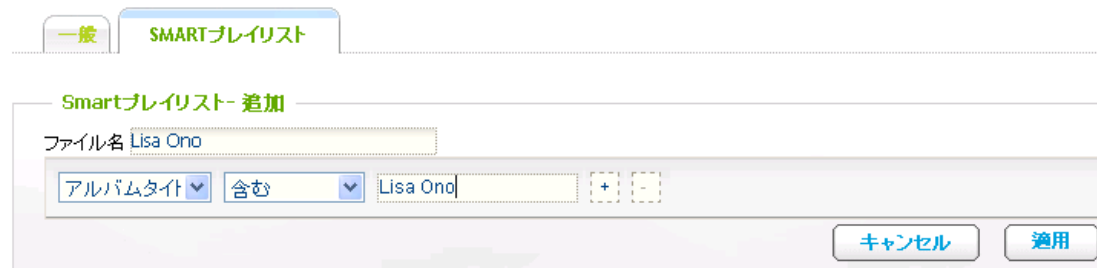 一般 SMARTプレイリスト
Smartプレイリスト- 追加
ファイル名 Lisa Ono
アルバムタイト 含む Lisa Ono + -
キャンセル 適用